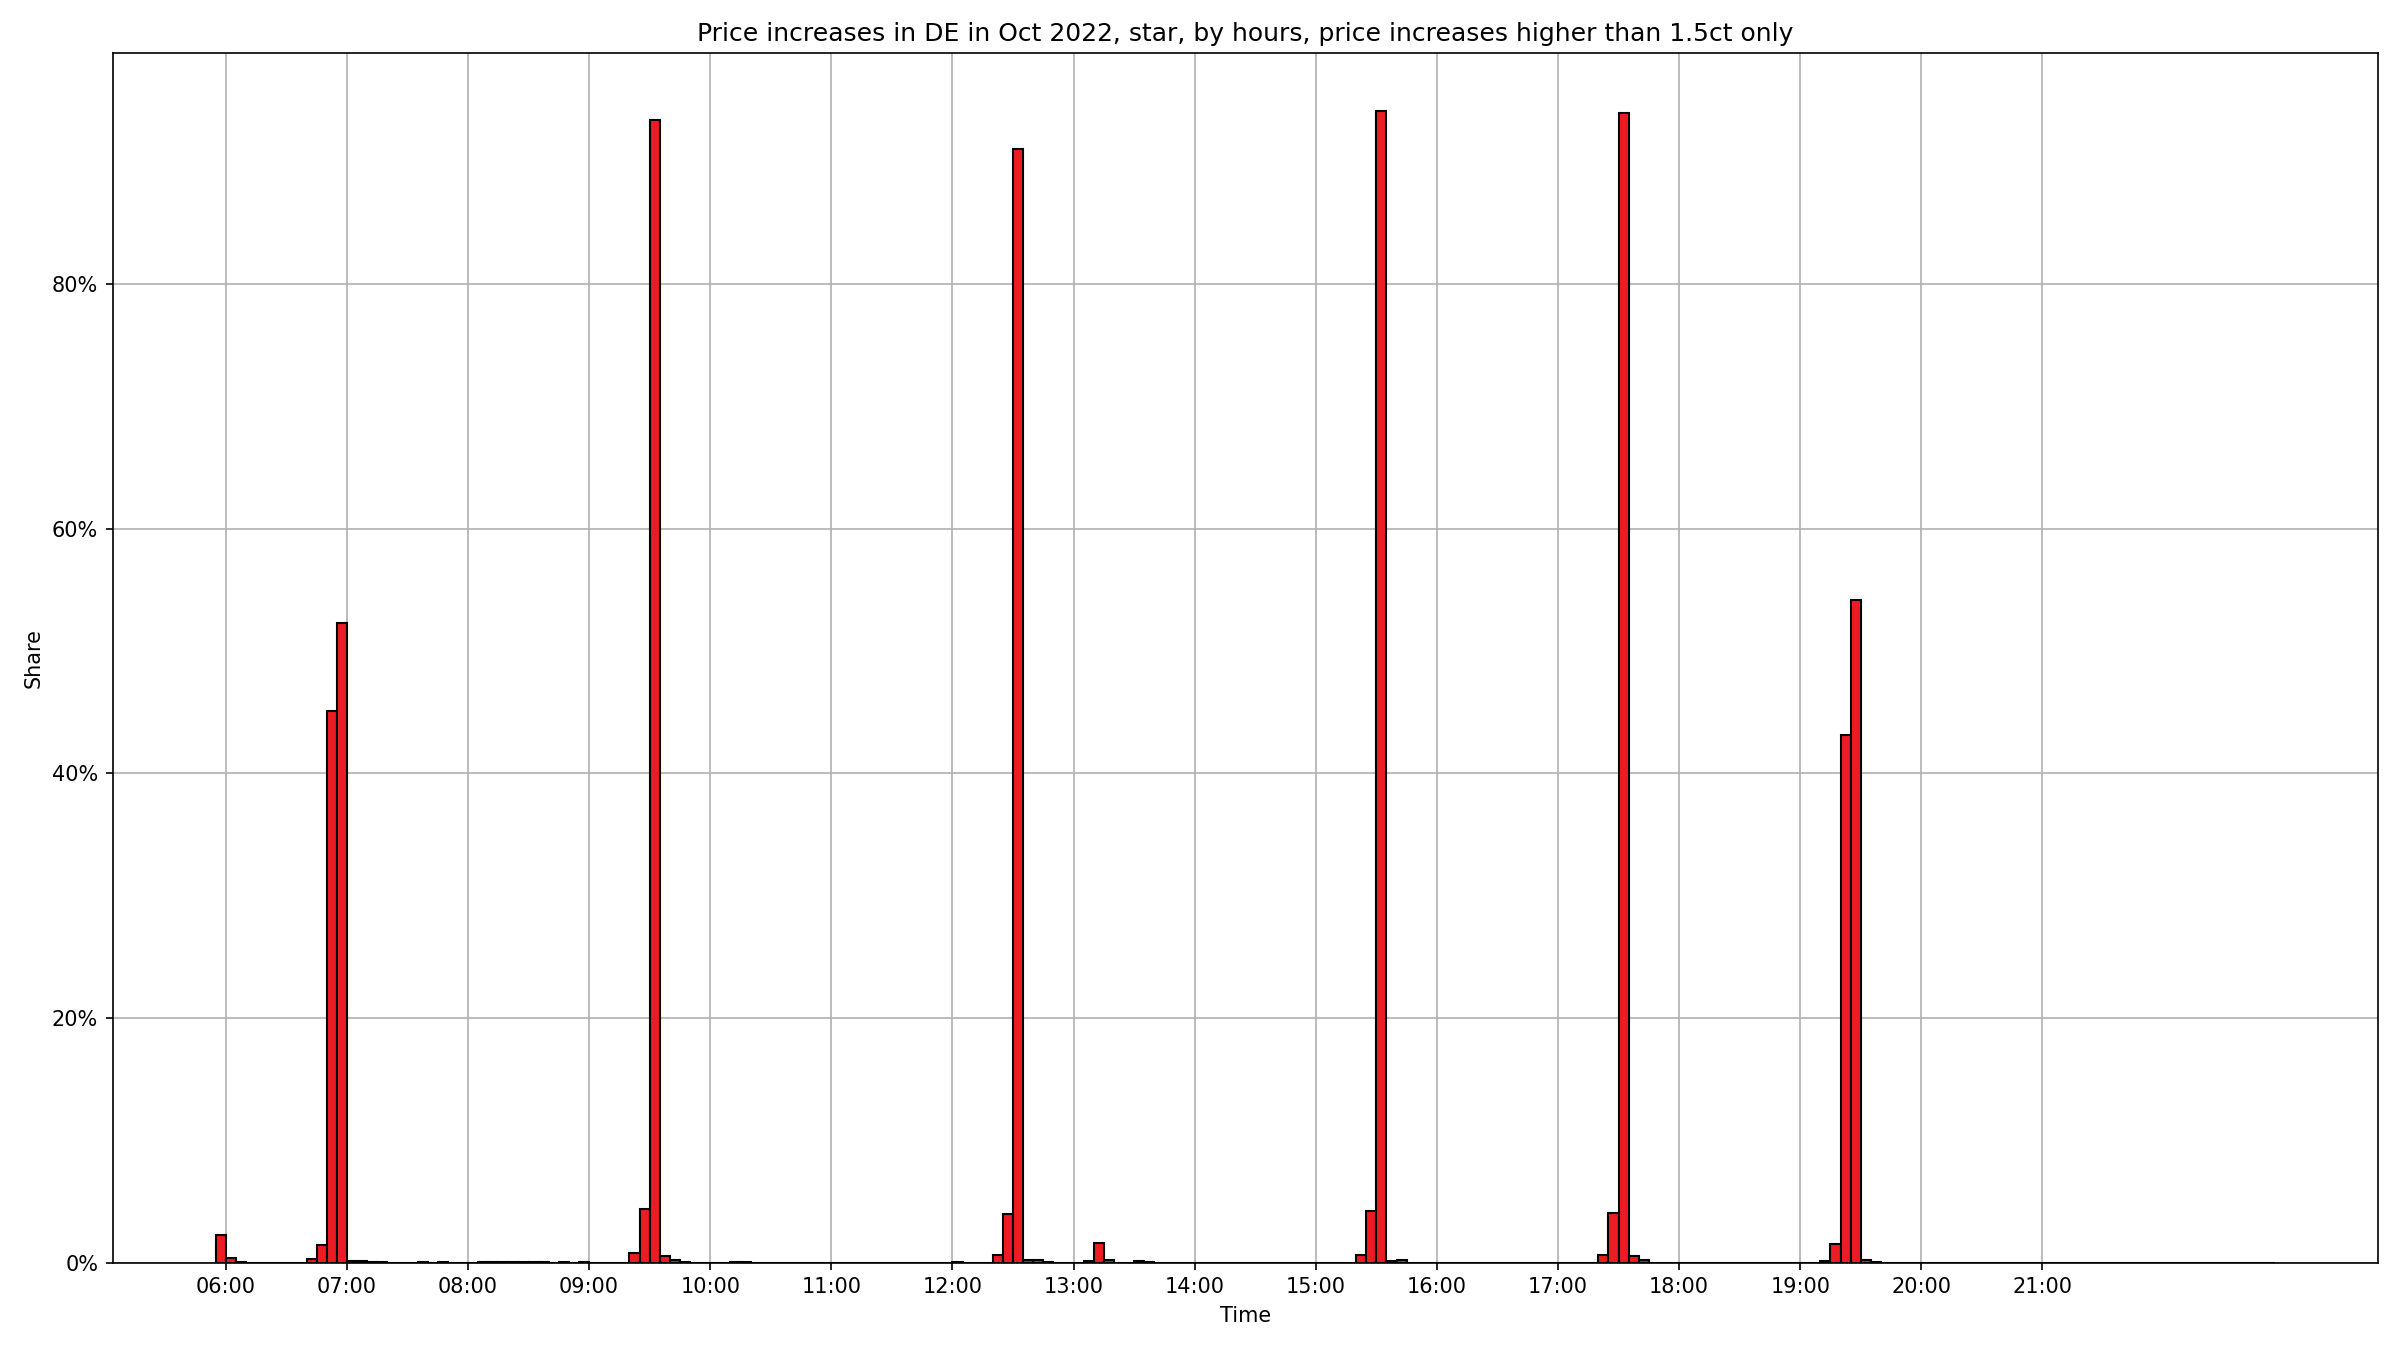 Price increases in DE in Oct 2022, star, by hours, price increases higher than 1.5ct only
80%
60%
40%
20%
0%
Share
06:00 07:00 08:00 09:00 10:00 11:00 12:00 13:00 14:00 15:00 16:00 17:00 18:00 19:00 20:00 21:00
Time